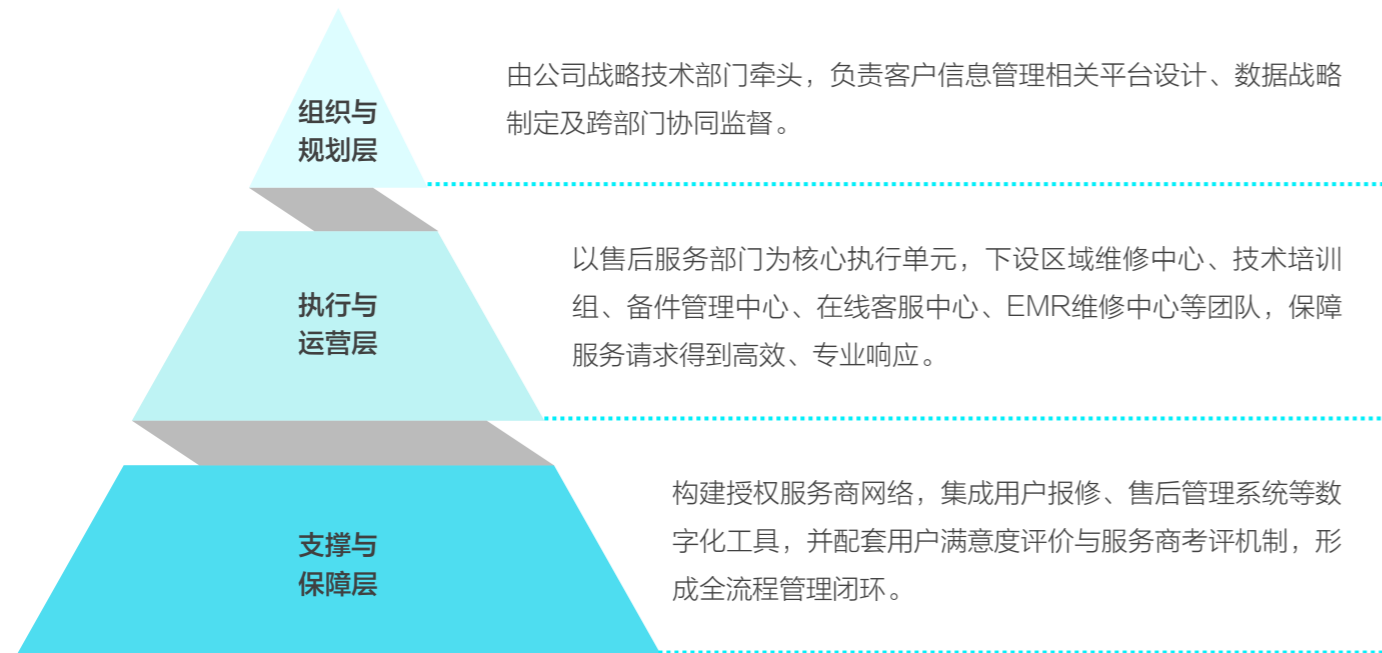 组织与
规划层
由公司战略技术部门牵头，负责客户信息管理相关平台设计、数据战略
制定及跨部门协同监督。
执行与
运营层
以售后服务部门为核心执行单元，下设区域维修中心、技术培训
组、备件管理中心、在线客服中心、EMR维修中心等团队，保障
服务请求得到高效、专业响应。
支撑与
保障层
构建授权服务商网络，集成用户报修、售后管理系统等数
字化工具，并配套用户满意度评价与服务商考评机制，形
成全流程管理闭环。